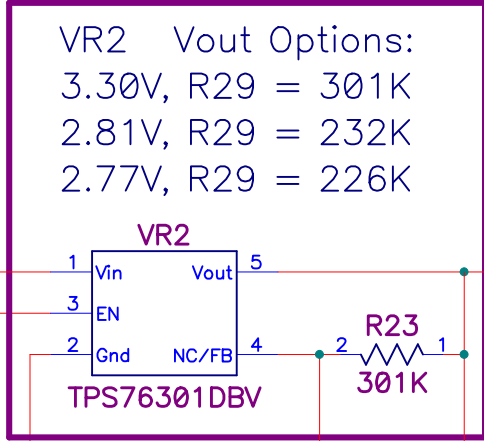 VR2 Vout Options:
3.30V, R29 = 301K
2.81V, R29 = 232K
2.77V, R29 = 226K
VR2
1 Vin Vout 5
3 EN
2 Gnd NC/FB 4
TPS76301DBV
R23
2 1
301K